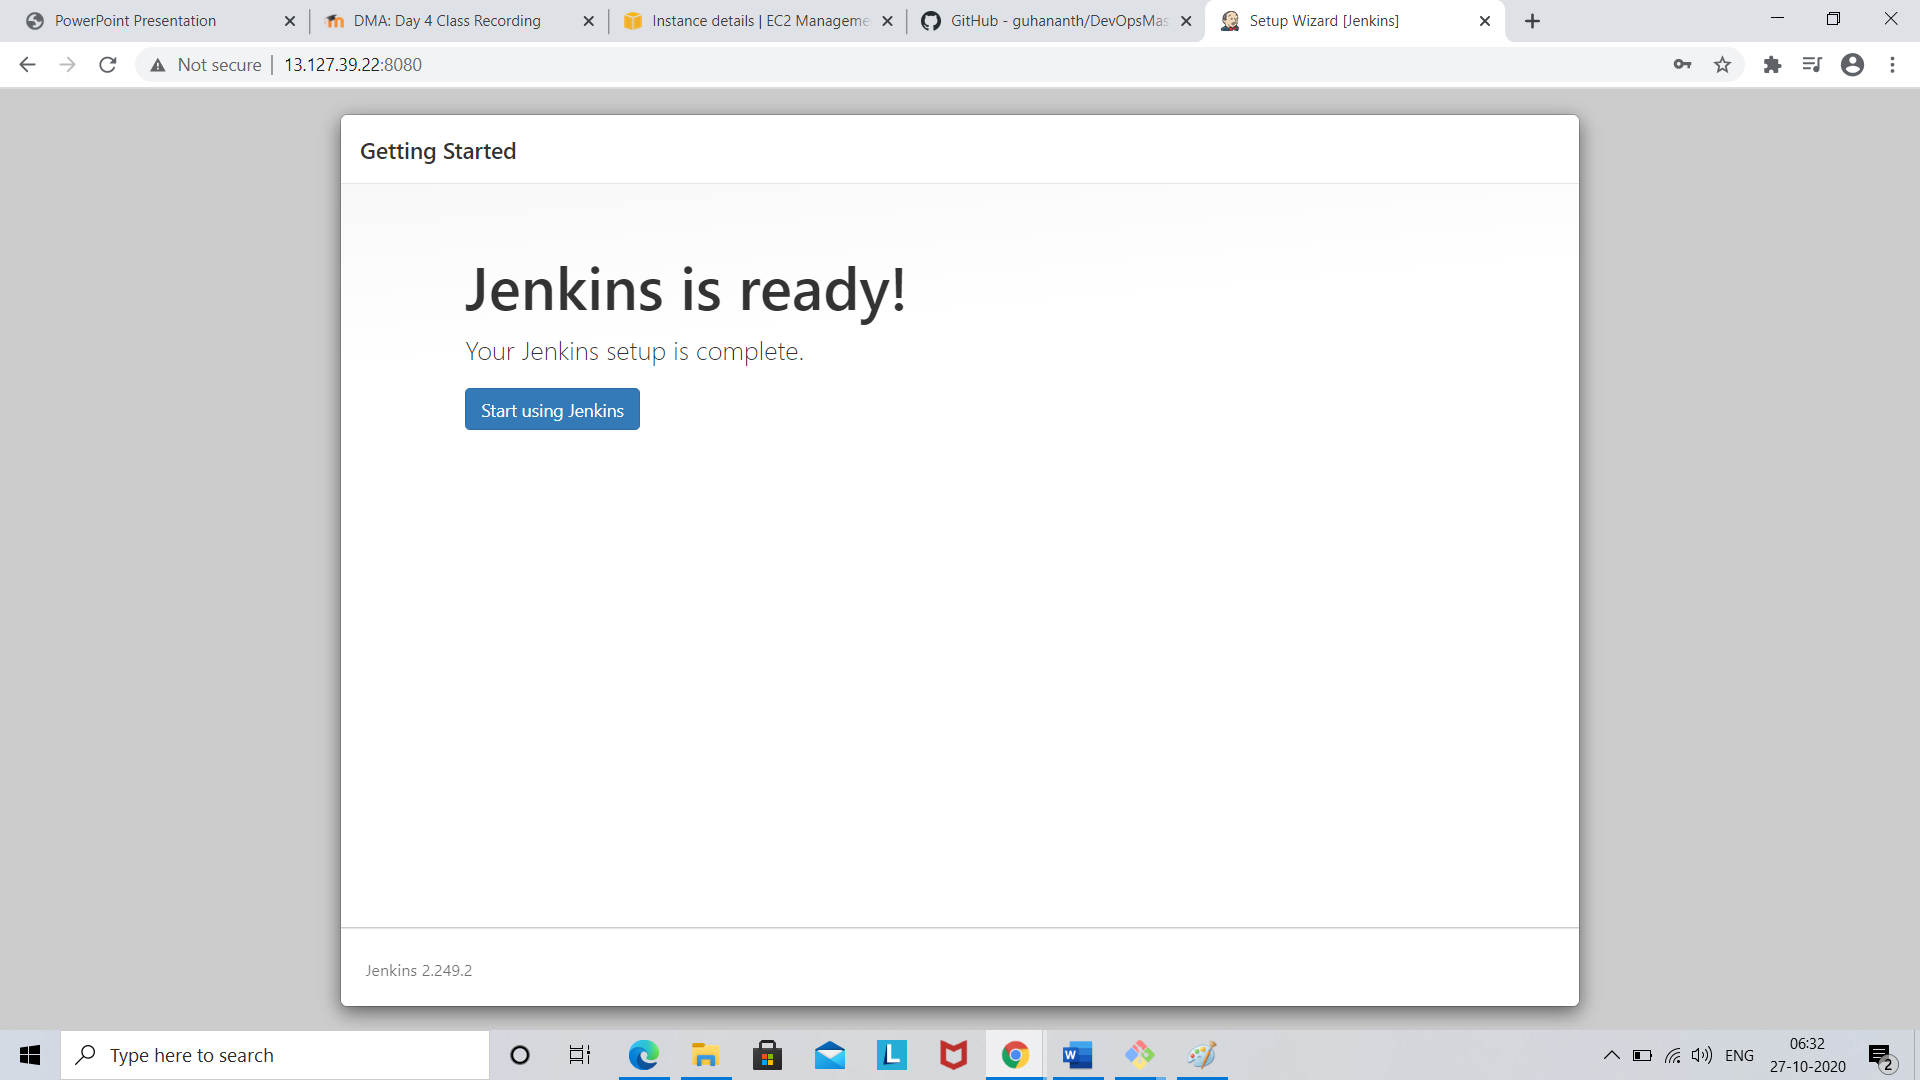 PowerPoint Presentation
DMA: Day 4 Class Recording
Instance details | EC2 Manageme
GitHub - guhananth/DevOpsMas
Setup Wizard [Jenkins]
Not secure
13.127.39.22:8080
Getting Started
Jenkins is ready!
Your Jenkins setup is complete.
Start using Jenkins
Jenkins 2.249.2
Type here to search
L
W
ENG
06:32
27-10-2020
2